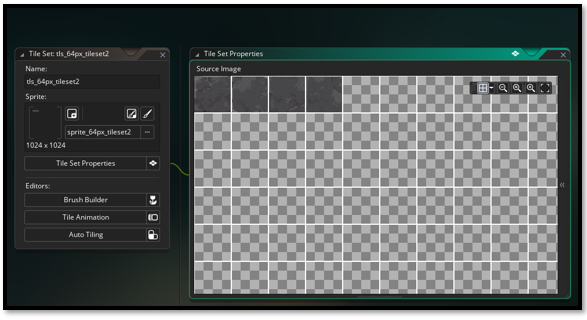 Tile Set: tls_64px_tileset2
Name:
tls_64px_tileset2
Sprite:
sprite_64px_tileset2
1024 x 1024
Tile Set Properties
Editors:
Brush Builder
Tile Animation
Auto Tiling
Tile Set Properties
Source Image